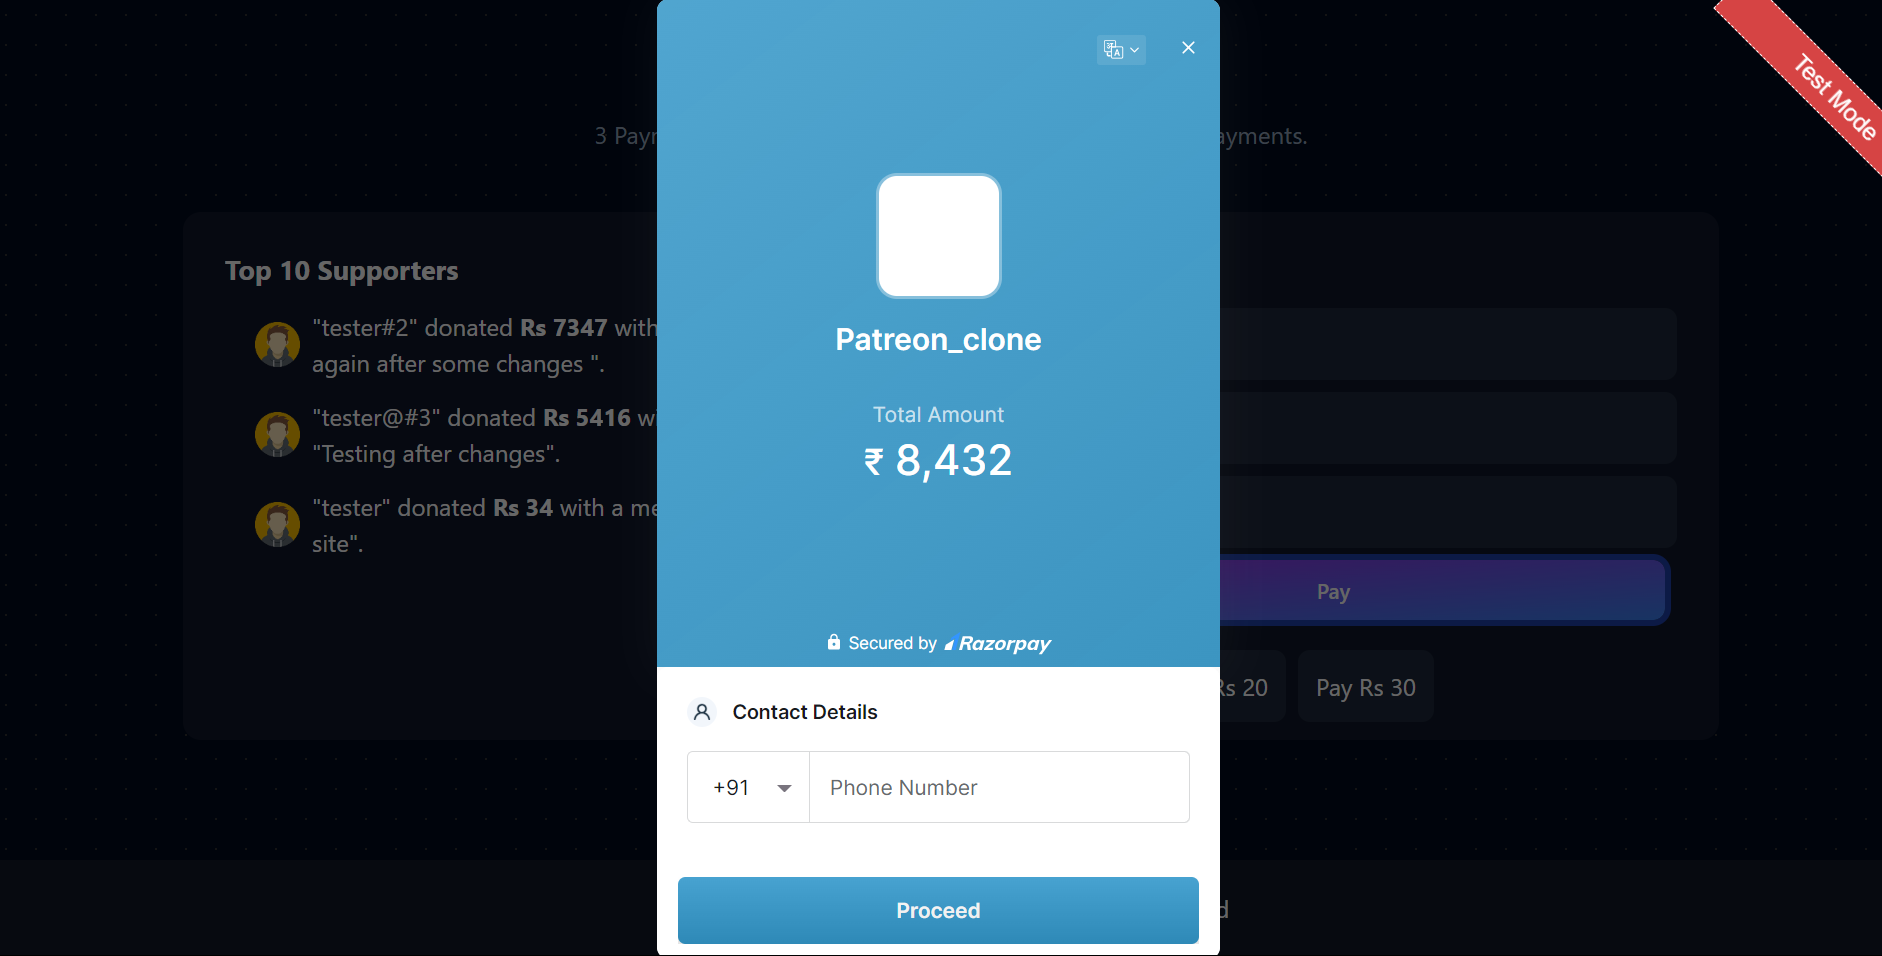 Test Mode
3 Pay
ayments.
Top 10 Supporters
"tester#2" donated Rs 7347 with
again after some changes ".
"tester@#3" donated Rs 5416
"Testing after changes".
"tester" donated Rs 34 with a me
site".
Patreon_clone
Total Amount
₹ 8,432
Secured by Razorpay
Pay
Rs 20
Pay Rs 30
Contact Details
+91
Phone Number
Proceed
d